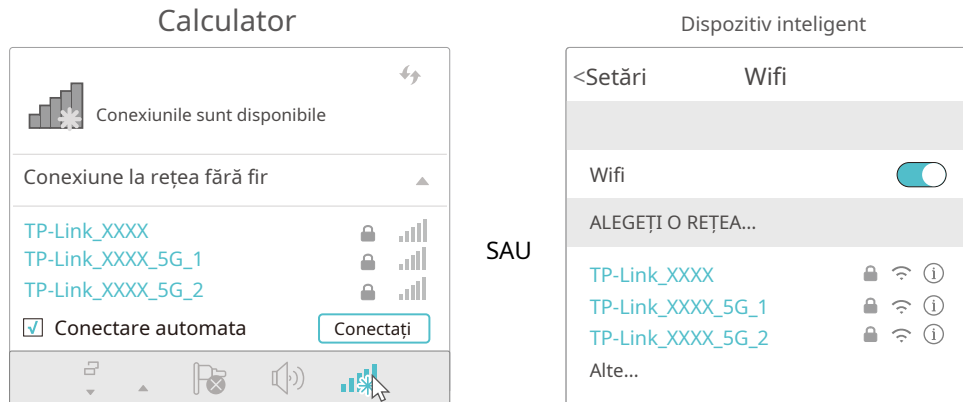 Calculator
Conexiunile sunt disponibile
Conexiune la rețea fără fir
TP-Link_XXXX
TP-Link_XXXX_5G_1
TP-Link_XXXX_5G_2
√ Conectare automata
Conectați
SAU
Dispozitiv inteligent
<Setări Wifi
Wifi
ALEGEȚI O REȚEA...
TP-Link_XXXX
TP-Link_XXXX_5G_1
TP-Link_XXXX_5G_2
Alte...